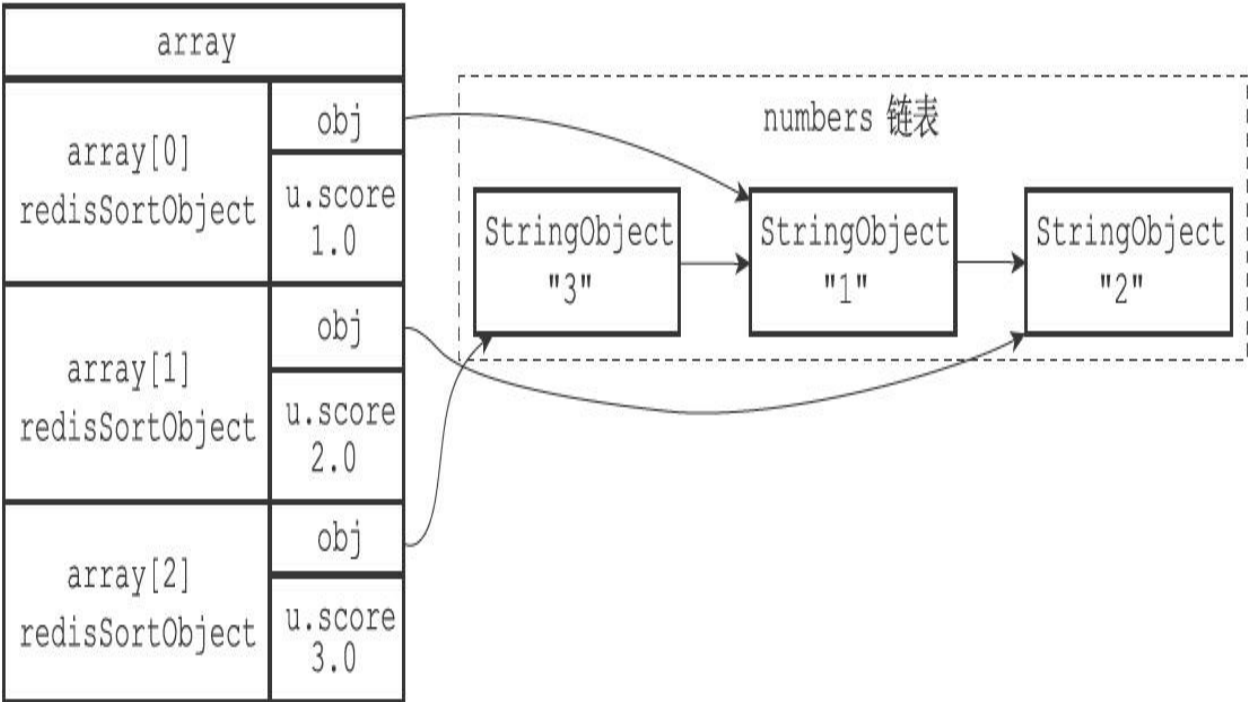 array
array[0]
redisSortObject
obj
u.score
1.0
array[1]
redisSortObject
obj
u.score
2.0
array[2]
redisSortObject
obj
u.score
3.0
numbers 链表
StringObject
"3"
StringObject
"1"
StringObject
"2"